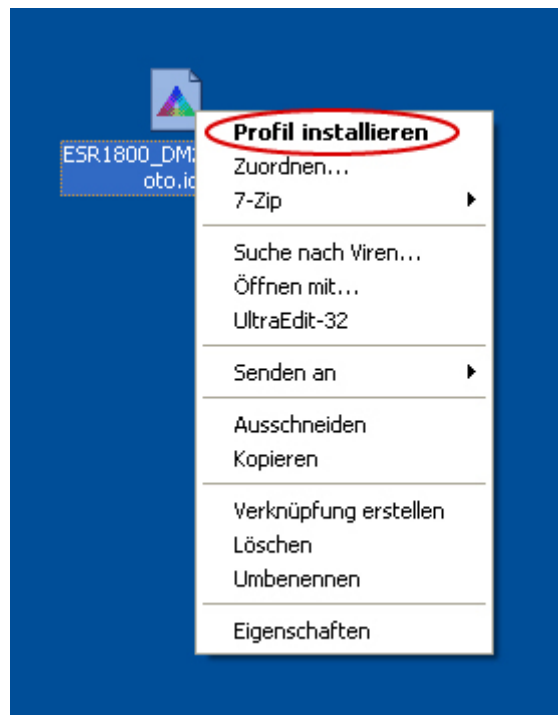 ESR1800_DM
oto.ic
Profil installieren
Zuordnen...
7-Zip
Suche nach Viren...
Öffnen mit...
UltraEdit-32
Senden an
Ausschneiden
Kopieren
Verknüpfung erstellen
Löschen
Umbenennen
Eigenschaften